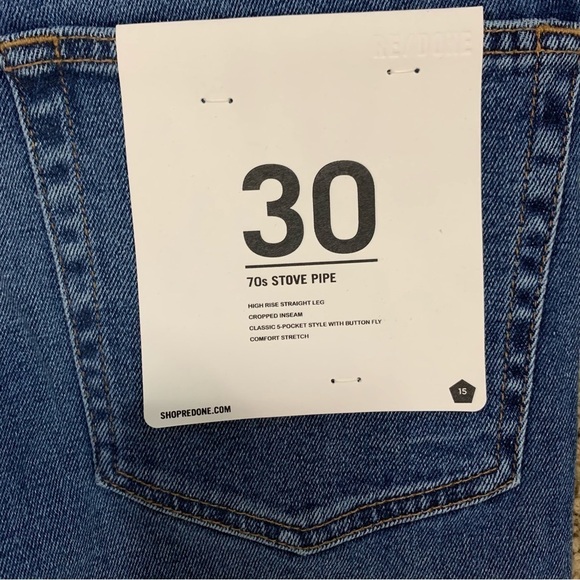 RE/DONE
30
70s STOVE PIPE
HIGH RISE STRAIGHT LEG
CROPPED INSEAM
CLASSIC 5-POCKET STYLE WITH BUTTON FLY
COMFORT STRETCH
SHOPREDONE.COM
15